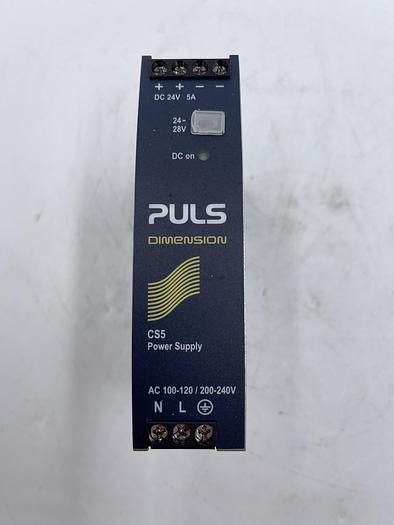 + + − −
DC 24V 5A
24–
28V
DC on
PULS
DIMENSION
CS5
Power Supply
AC 100-120 / 200-240V
N L